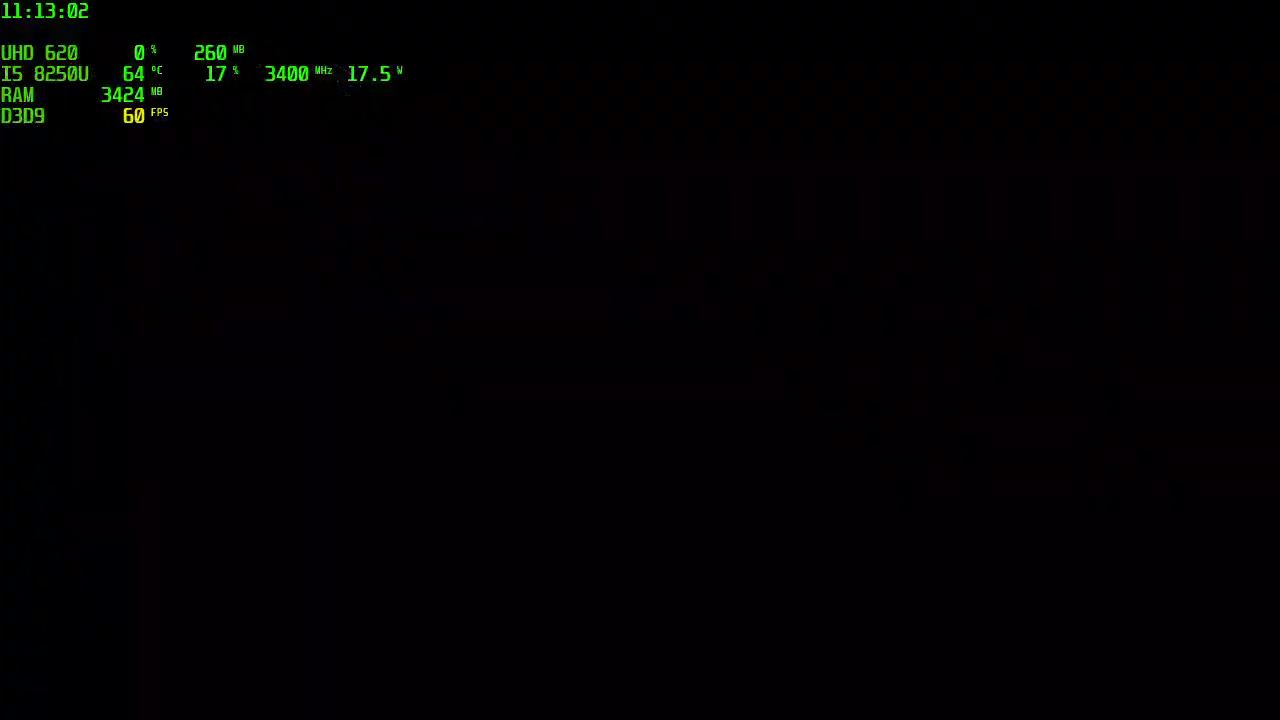 11:13:02
UHD 620 0 % 260 MB
I5 8250U 64 °C 17 % 3400 MHz 17.5 W
RAM 3424 MB
D3D9 60 FPS